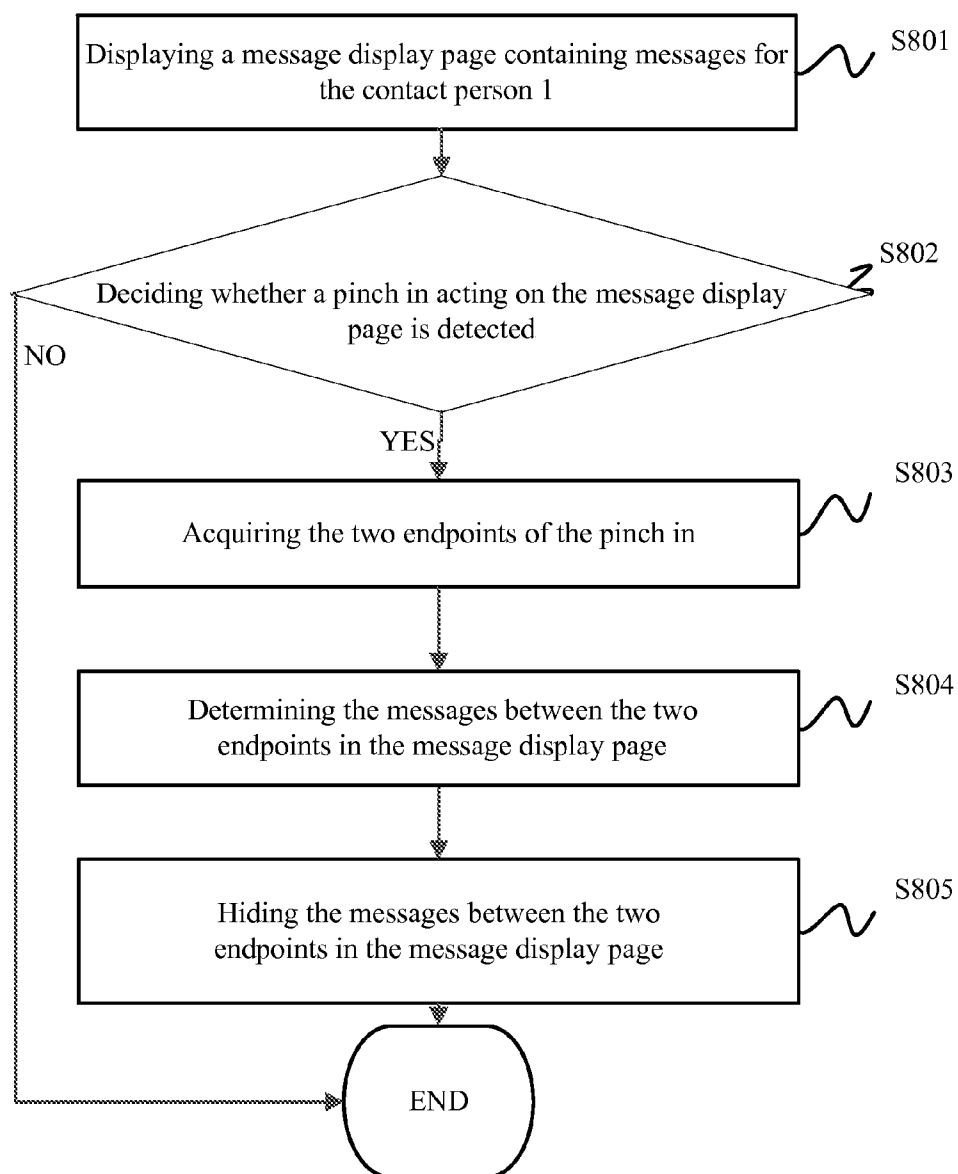 Displaying a message display page containing messages for
the contact person 1
S801
S802
Deciding whether a pinch in acting on the message display
page is detected
NO
YES
S803
Acquiring the two endpoints of the pinch in
S804
Determining the messages between the two
endpoints in the message display page
S805
Hiding the messages between the two
endpoints in the message display page
END